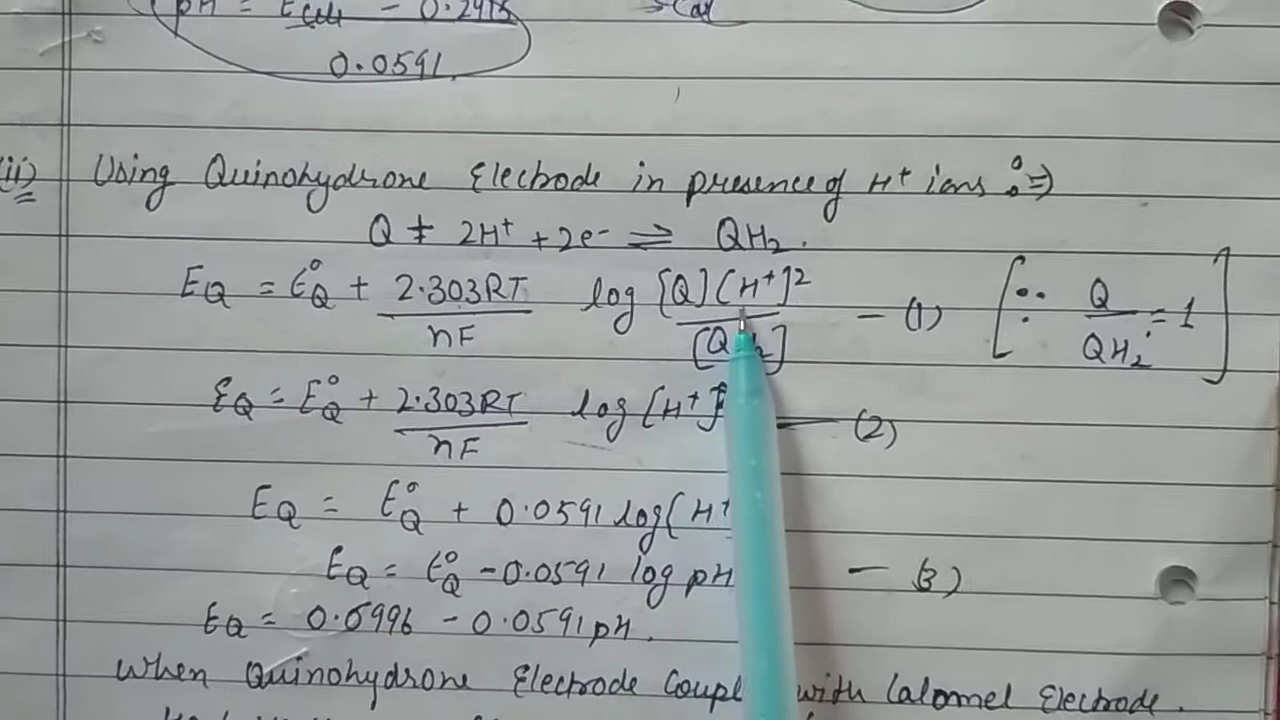 pH = Ecell - 0.2415
0.0591
(ii) Using Quinohydrone Electrode in presence of H+ ions :⇒
Q + 2H+ + 2e- ⇌ QH2.
EQ = E°Q + 2.303RT/nF log [Q][H+]2/[Q — (1) [∵ Q/QH2 = 1]
EQ = E°Q + 2.303RT/nF log[H+]2 — (2)
EQ = E°Q + 0.0591 log[H+
EQ = E°Q - 0.0591 log pH — (3)
EQ = 0.6996 - 0.0591 pH.
When Quinohydrone Electrode Coupl with Calomel Electrode.